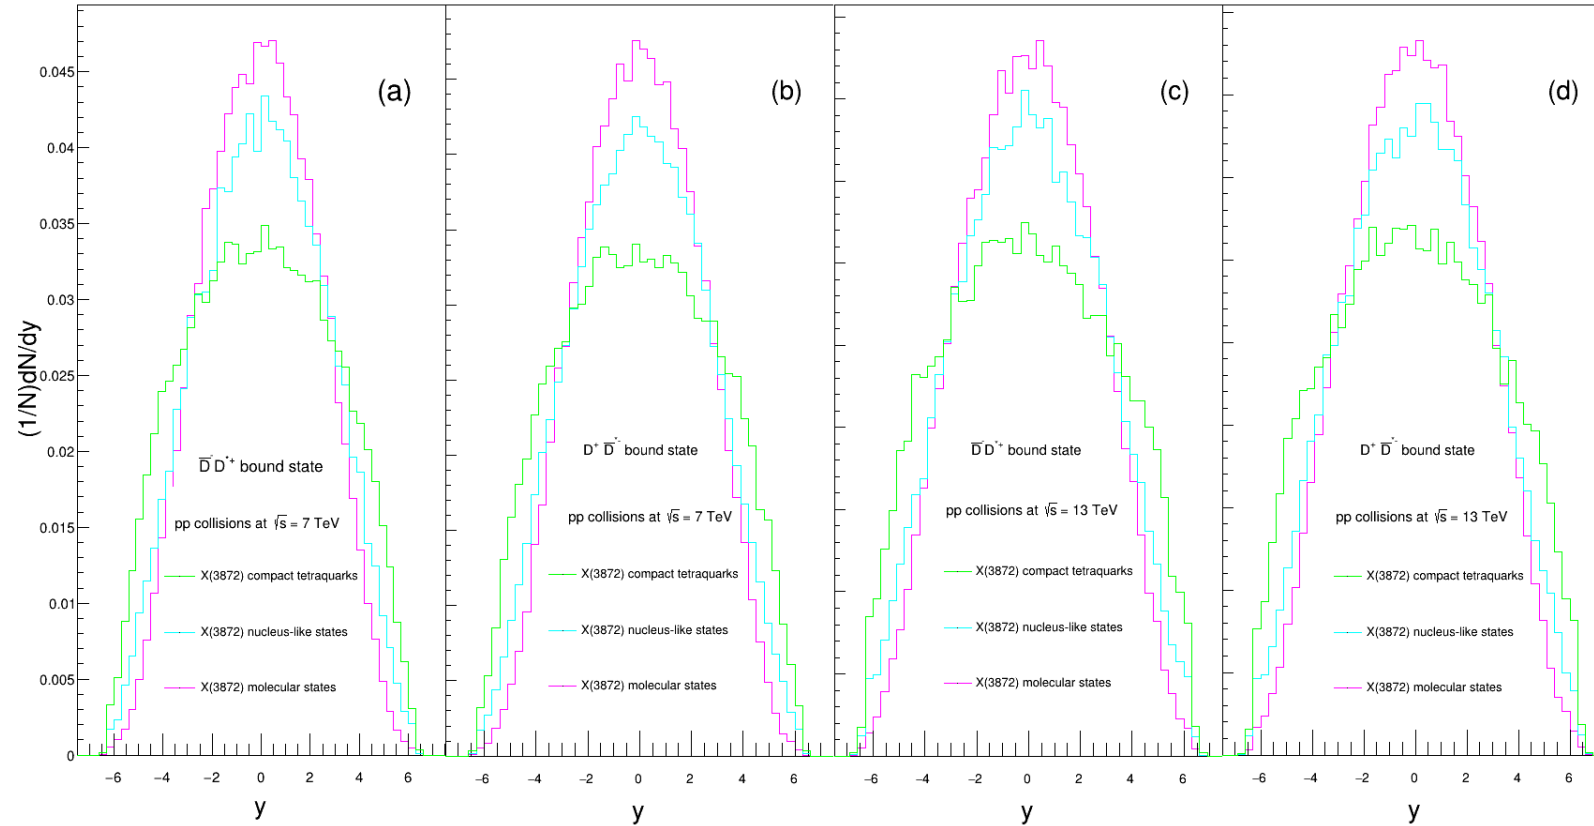 (a)
(b)
(c)
(d)
(1/N)dN/dy
0.045
0.04
0.035
0.03
0.025
0.02
0.015
0.01
0.005
0
D̅⁻ D*⁺ bound state
pp collisions at √s = 7 TeV
X(3872) compact tetraquarks
X(3872) nucleus-like states
X(3872) molecular states
−6 −4 −2 0 2 4 6
y
D⁺ D̅*⁻ bound state
pp collisions at √s = 7 TeV
X(3872) compact tetraquarks
X(3872) nucleus-like states
X(3872) molecular states
−6 −4 −2 0 2 4 6
y
D̅⁻ D*⁺ bound state
pp collisions at √s = 13 TeV
X(3872) compact tetraquarks
X(3872) nucleus-like states
X(3872) molecular states
−6 −4 −2 0 2 4 6
y
D⁺ D̅*⁻ bound state
pp collisions at √s = 13 TeV
X(3872) compact tetraquarks
X(3872) nucleus-like states
X(3872) molecular states
−6 −4 −2 0 2 4 6
y